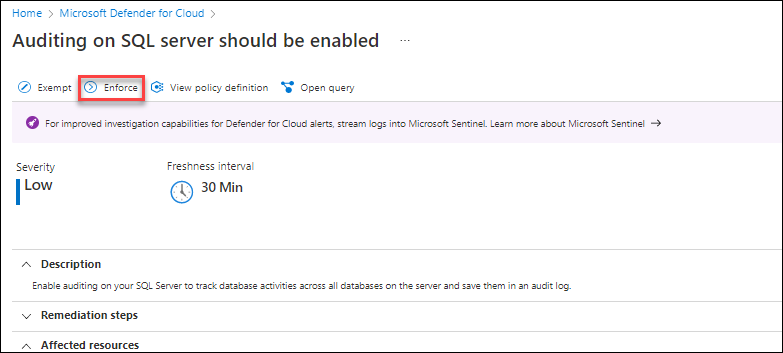 Home > Microsoft Defender for Cloud >
Auditing on SQL server should be enabled ...
Exempt Enforce View policy definition Open query
For improved investigation capabilities for Defender for Cloud alerts, stream logs into Microsoft Sentinel. Learn more about Microsoft Sentinel →
Severity Freshness interval
Low 30 Min
Description
Enable auditing on your SQL Server to track database activities across all databases on the server and save them in an audit log.
Remediation steps
Affected resources